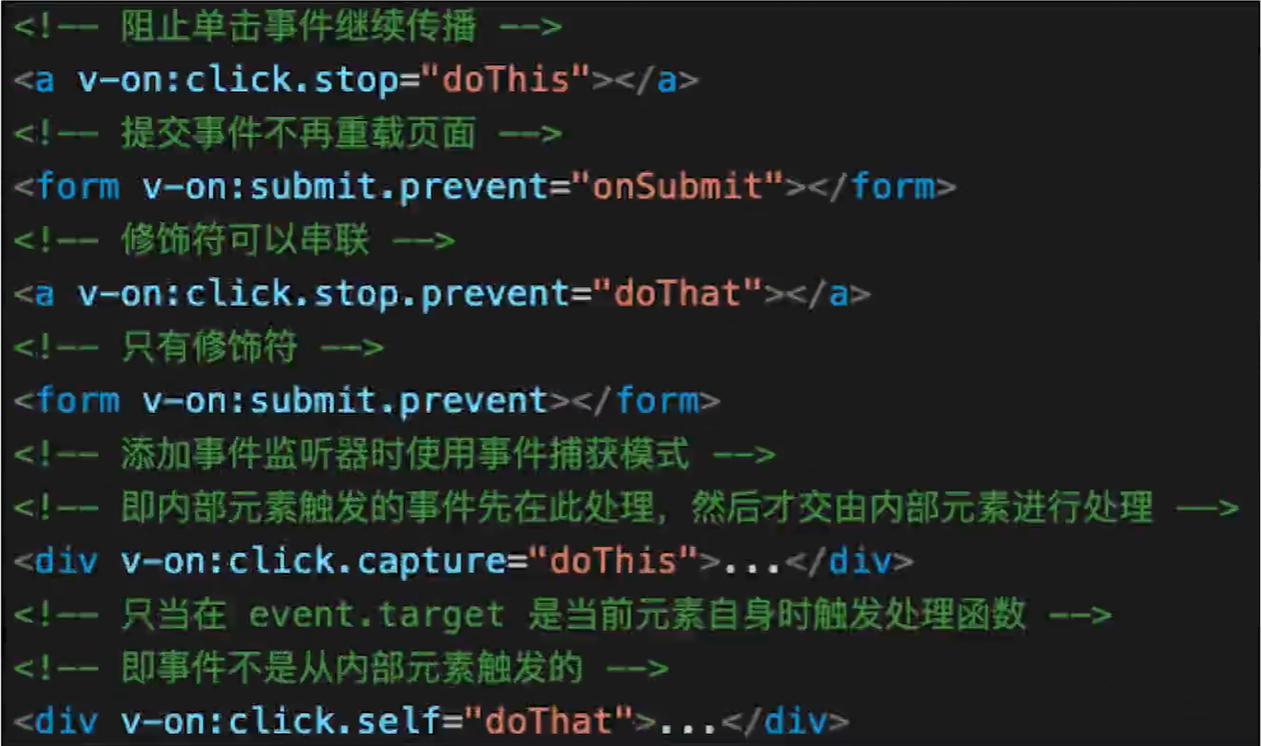 <!-- 阻止单击事件继续传播 -->
<a v-on:click.stop="doThis"></a>
<!-- 提交事件不再重载页面 -->
<form v-on:submit.prevent="onSubmit"></form>
<!-- 修饰符可以串联 -->
<a v-on:click.stop.prevent="doThat"></a>
<!-- 只有修饰符 -->
<form v-on:submit.prevent></form>
<!-- 添加事件监听器时使用事件捕获模式 -->
<!-- 即内部元素触发的事件先在此处理，然后才交由内部元素进行处理 -->
<div v-on:click.capture="doThis">...</div>
<!-- 只当在 event.target 是当前元素自身时触发处理函数 -->
<!-- 即事件不是从内部元素触发的 -->
<div v-on:click.self="doThat">...</div>